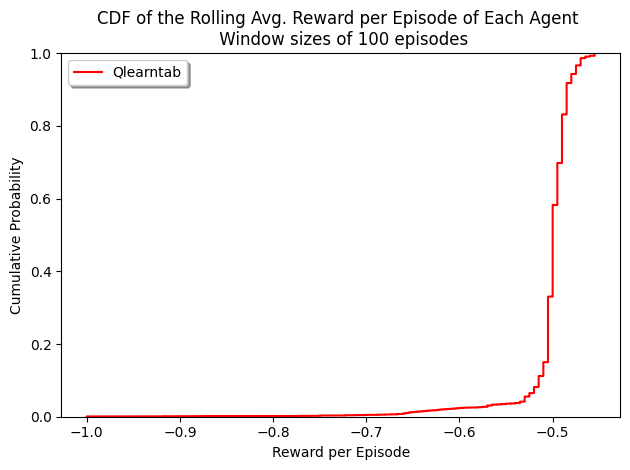 CDF of the Rolling Avg. Reward per Episode of Each Agent
Window sizes of 100 episodes
Qlearntab
1.0
0.8
0.6
0.4
0.2
0.0
Cumulative Probability
−1.0 −0.9 −0.8 −0.7 −0.6 −0.5
Reward per Episode